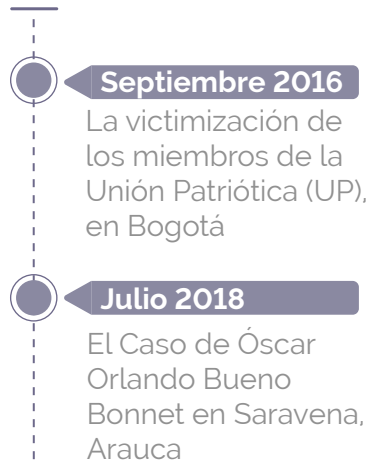 Septiembre 2016
La victimización de
los miembros de la
Unión Patriótica (UP),
en Bogotá
Julio 2018
El Caso de Óscar
Orlando Bueno
Bonnet en Saravena,
Arauca